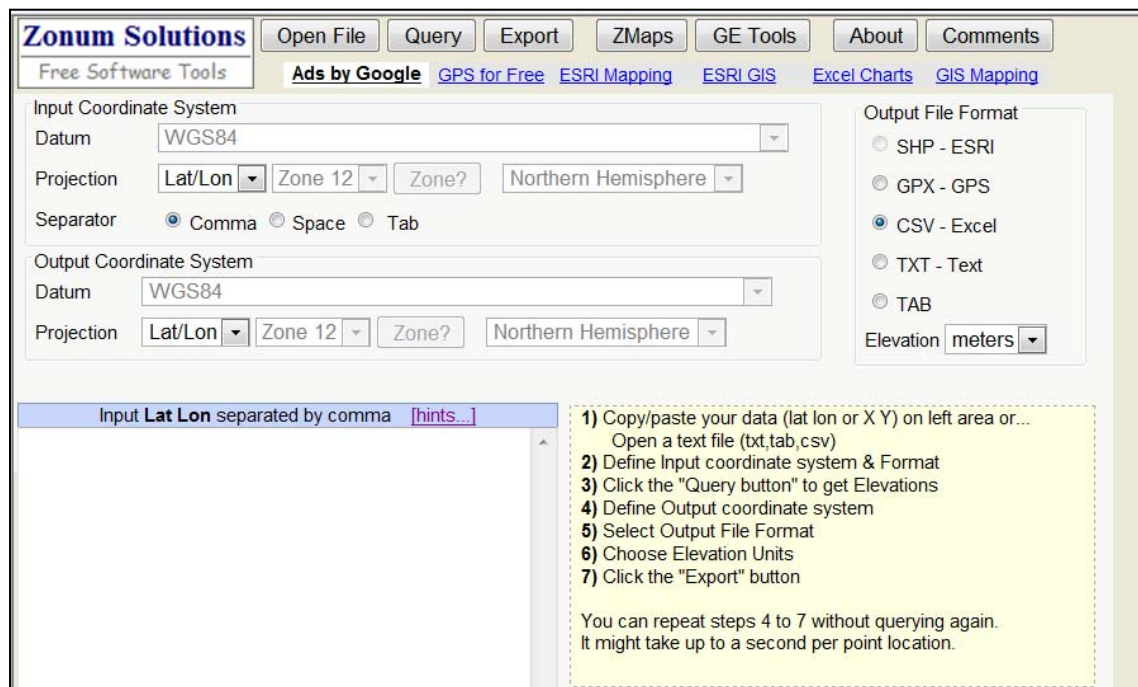 Zonum Solutions
Free Software Tools
Open File Query Export ZMaps GE Tools About Comments
Ads by Google GPS for Free ESRI Mapping ESRI GIS Excel Charts GIS Mapping
Input Coordinate System
Datum WGS84
Projection Lat/Lon Zone 12 Zone? Northern Hemisphere
Separator Comma Space Tab
Output Coordinate System
Datum WGS84
Projection Lat/Lon Zone 12 Zone? Northern Hemisphere
Output File Format
SHP - ESRI
GPX - GPS
CSV - Excel
TXT - Text
TAB
Elevation meters
Input Lat Lon separated by comma [hints...]
1) Copy/paste your data (lat lon or X Y) on left area or...
Open a text file (txt,tab,csv)
2) Define Input coordinate system & Format
3) Click the "Query button" to get Elevations
4) Define Output coordinate system
5) Select Output File Format
6) Choose Elevation Units
7) Click the "Export" button
You can repeat steps 4 to 7 without querying again.
It might take up to a second per point location.